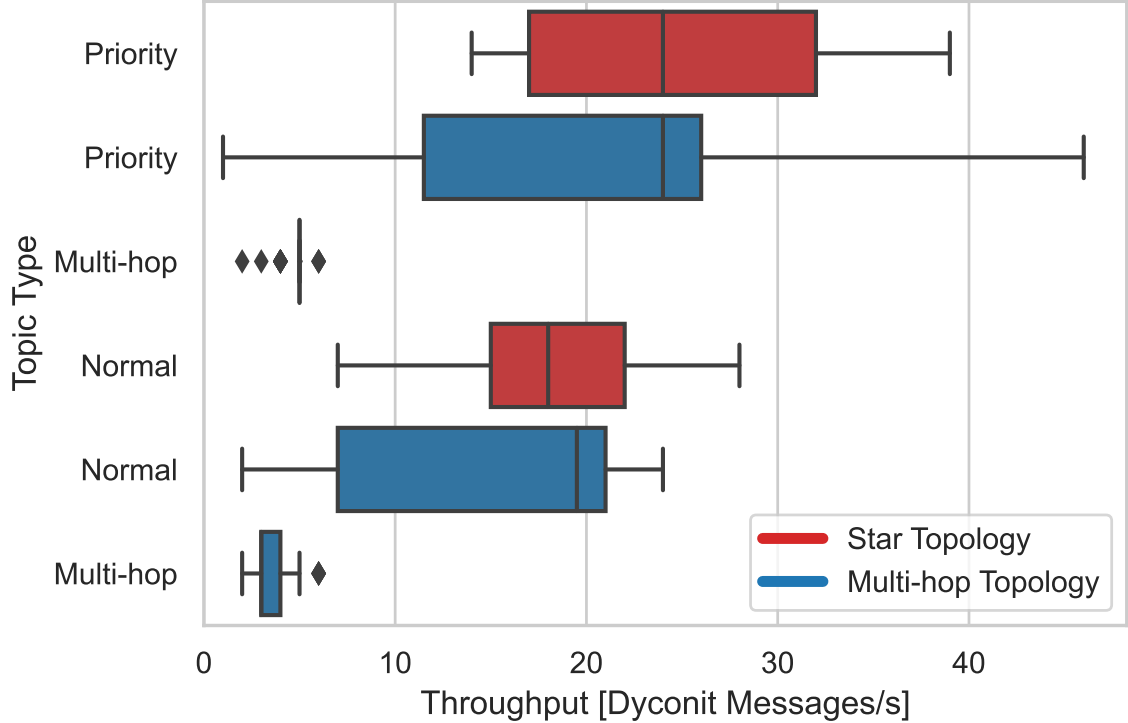 Topic Type
Priority
Priority
Multi-hop
Normal
Normal
Multi-hop
Star Topology
Multi-hop Topology
0 10 20 30 40
Throughput [Dyconit Messages/s]